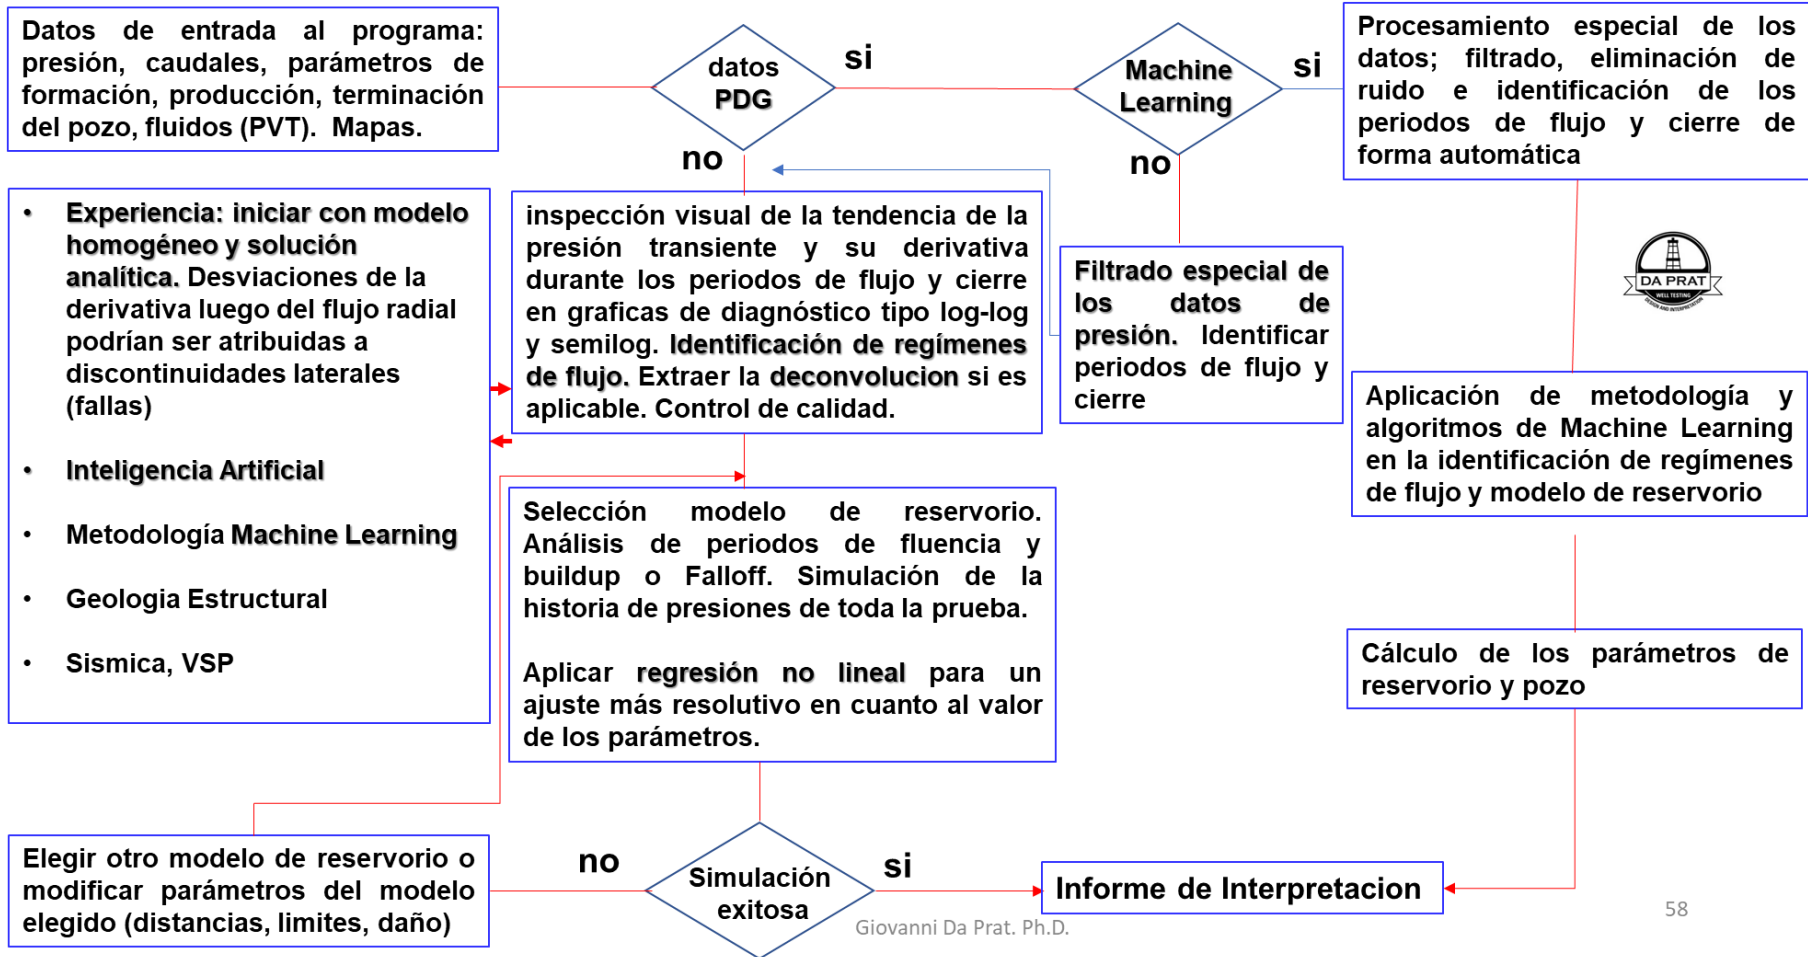 Datos de entrada al programa:
presión, caudales, parámetros de
formación, producción, terminación
del pozo, fluidos (PVT). Mapas.
datos
PDG
si
no
Machine
Learning
si
no
Procesamiento especial de los
datos; filtrado, eliminación de
ruido e identificación de los
periodos de flujo y cierre de
forma automática
• Experiencia: iniciar con modelo
homogéneo y solución
analítica. Desviaciones de la
derivativa luego del flujo radial
podrían ser atribuidas a
discontinuidades laterales
(fallas)
• Inteligencia Artificial
• Metodología Machine Learning
• Geologia Estructural
• Sismica, VSP
inspección visual de la tendencia de la
presión transiente y su derivativa
durante los periodos de flujo y cierre
en graficas de diagnóstico tipo log-log
y semilog. Identificación de regímenes
de flujo. Extraer la deconvolucion si es
aplicable. Control de calidad.
Filtrado especial de
los datos de
presión. Identificar
periodos de flujo y
cierre
DA PRAT
WELL TESTING
DESIGN AND INTERPRETATION
Aplicación de metodología y
algoritmos de Machine Learning
en la identificación de regímenes
de flujo y modelo de reservorio
Selección modelo de reservorio.
Análisis de periodos de fluencia y
buildup o Falloff. Simulación de la
historia de presiones de toda la prueba.
Aplicar regresión no lineal para un
ajuste más resolutivo en cuanto al valor
de los parámetros.
Cálculo de los parámetros de
reservorio y pozo
Elegir otro modelo de reservorio o
modificar parámetros del modelo
elegido (distancias, limites, daño)
no
Simulación
exitosa
si
Informe de Interpretacion
Giovanni Da Prat. Ph.D.
58